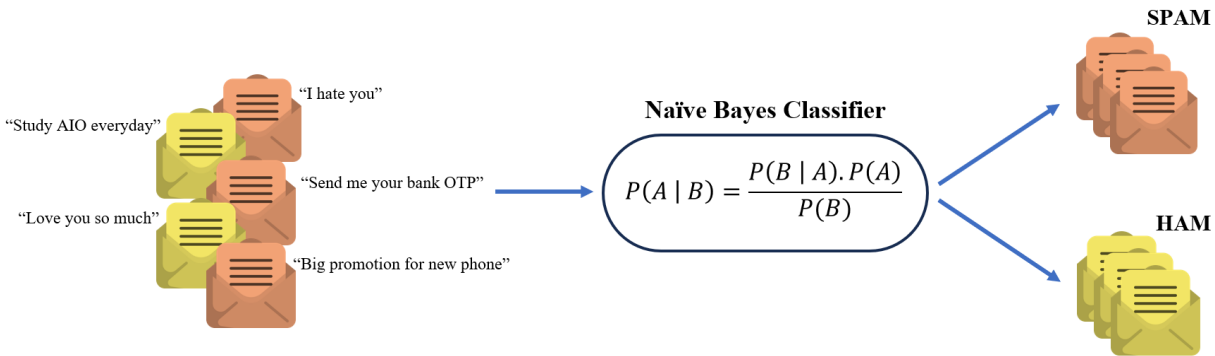 “I hate you”
“Study AIO everyday”
“Send me your bank OTP”
“Love you so much”
“Big promotion for new phone”
Naïve Bayes Classifier
P(A | B) = P(B | A). P(A) / P(B)
SPAM
HAM